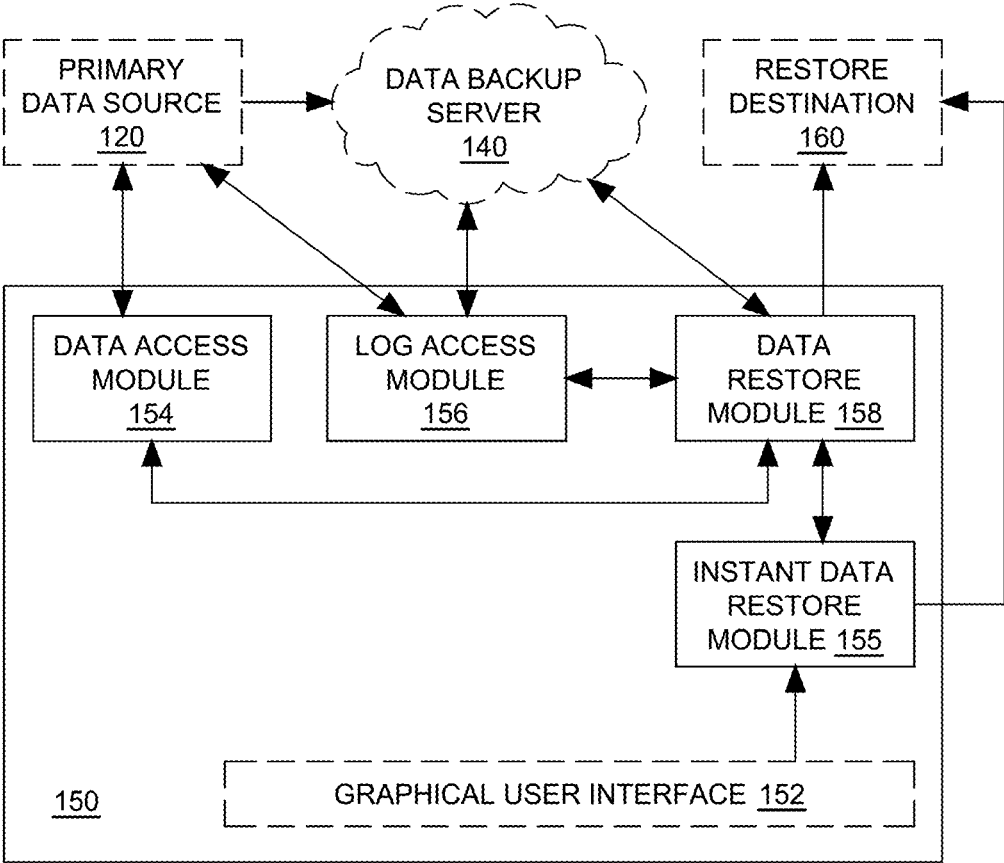 PRIMARY
DATA SOURCE
120
DATA BACKUP
SERVER
140
RESTORE
DESTINATION
160
DATA ACCESS
MODULE
154
LOG ACCESS
MODULE
156
DATA
RESTORE
MODULE 158
INSTANT DATA
RESTORE
MODULE 155
150
GRAPHICAL USER INTERFACE 152